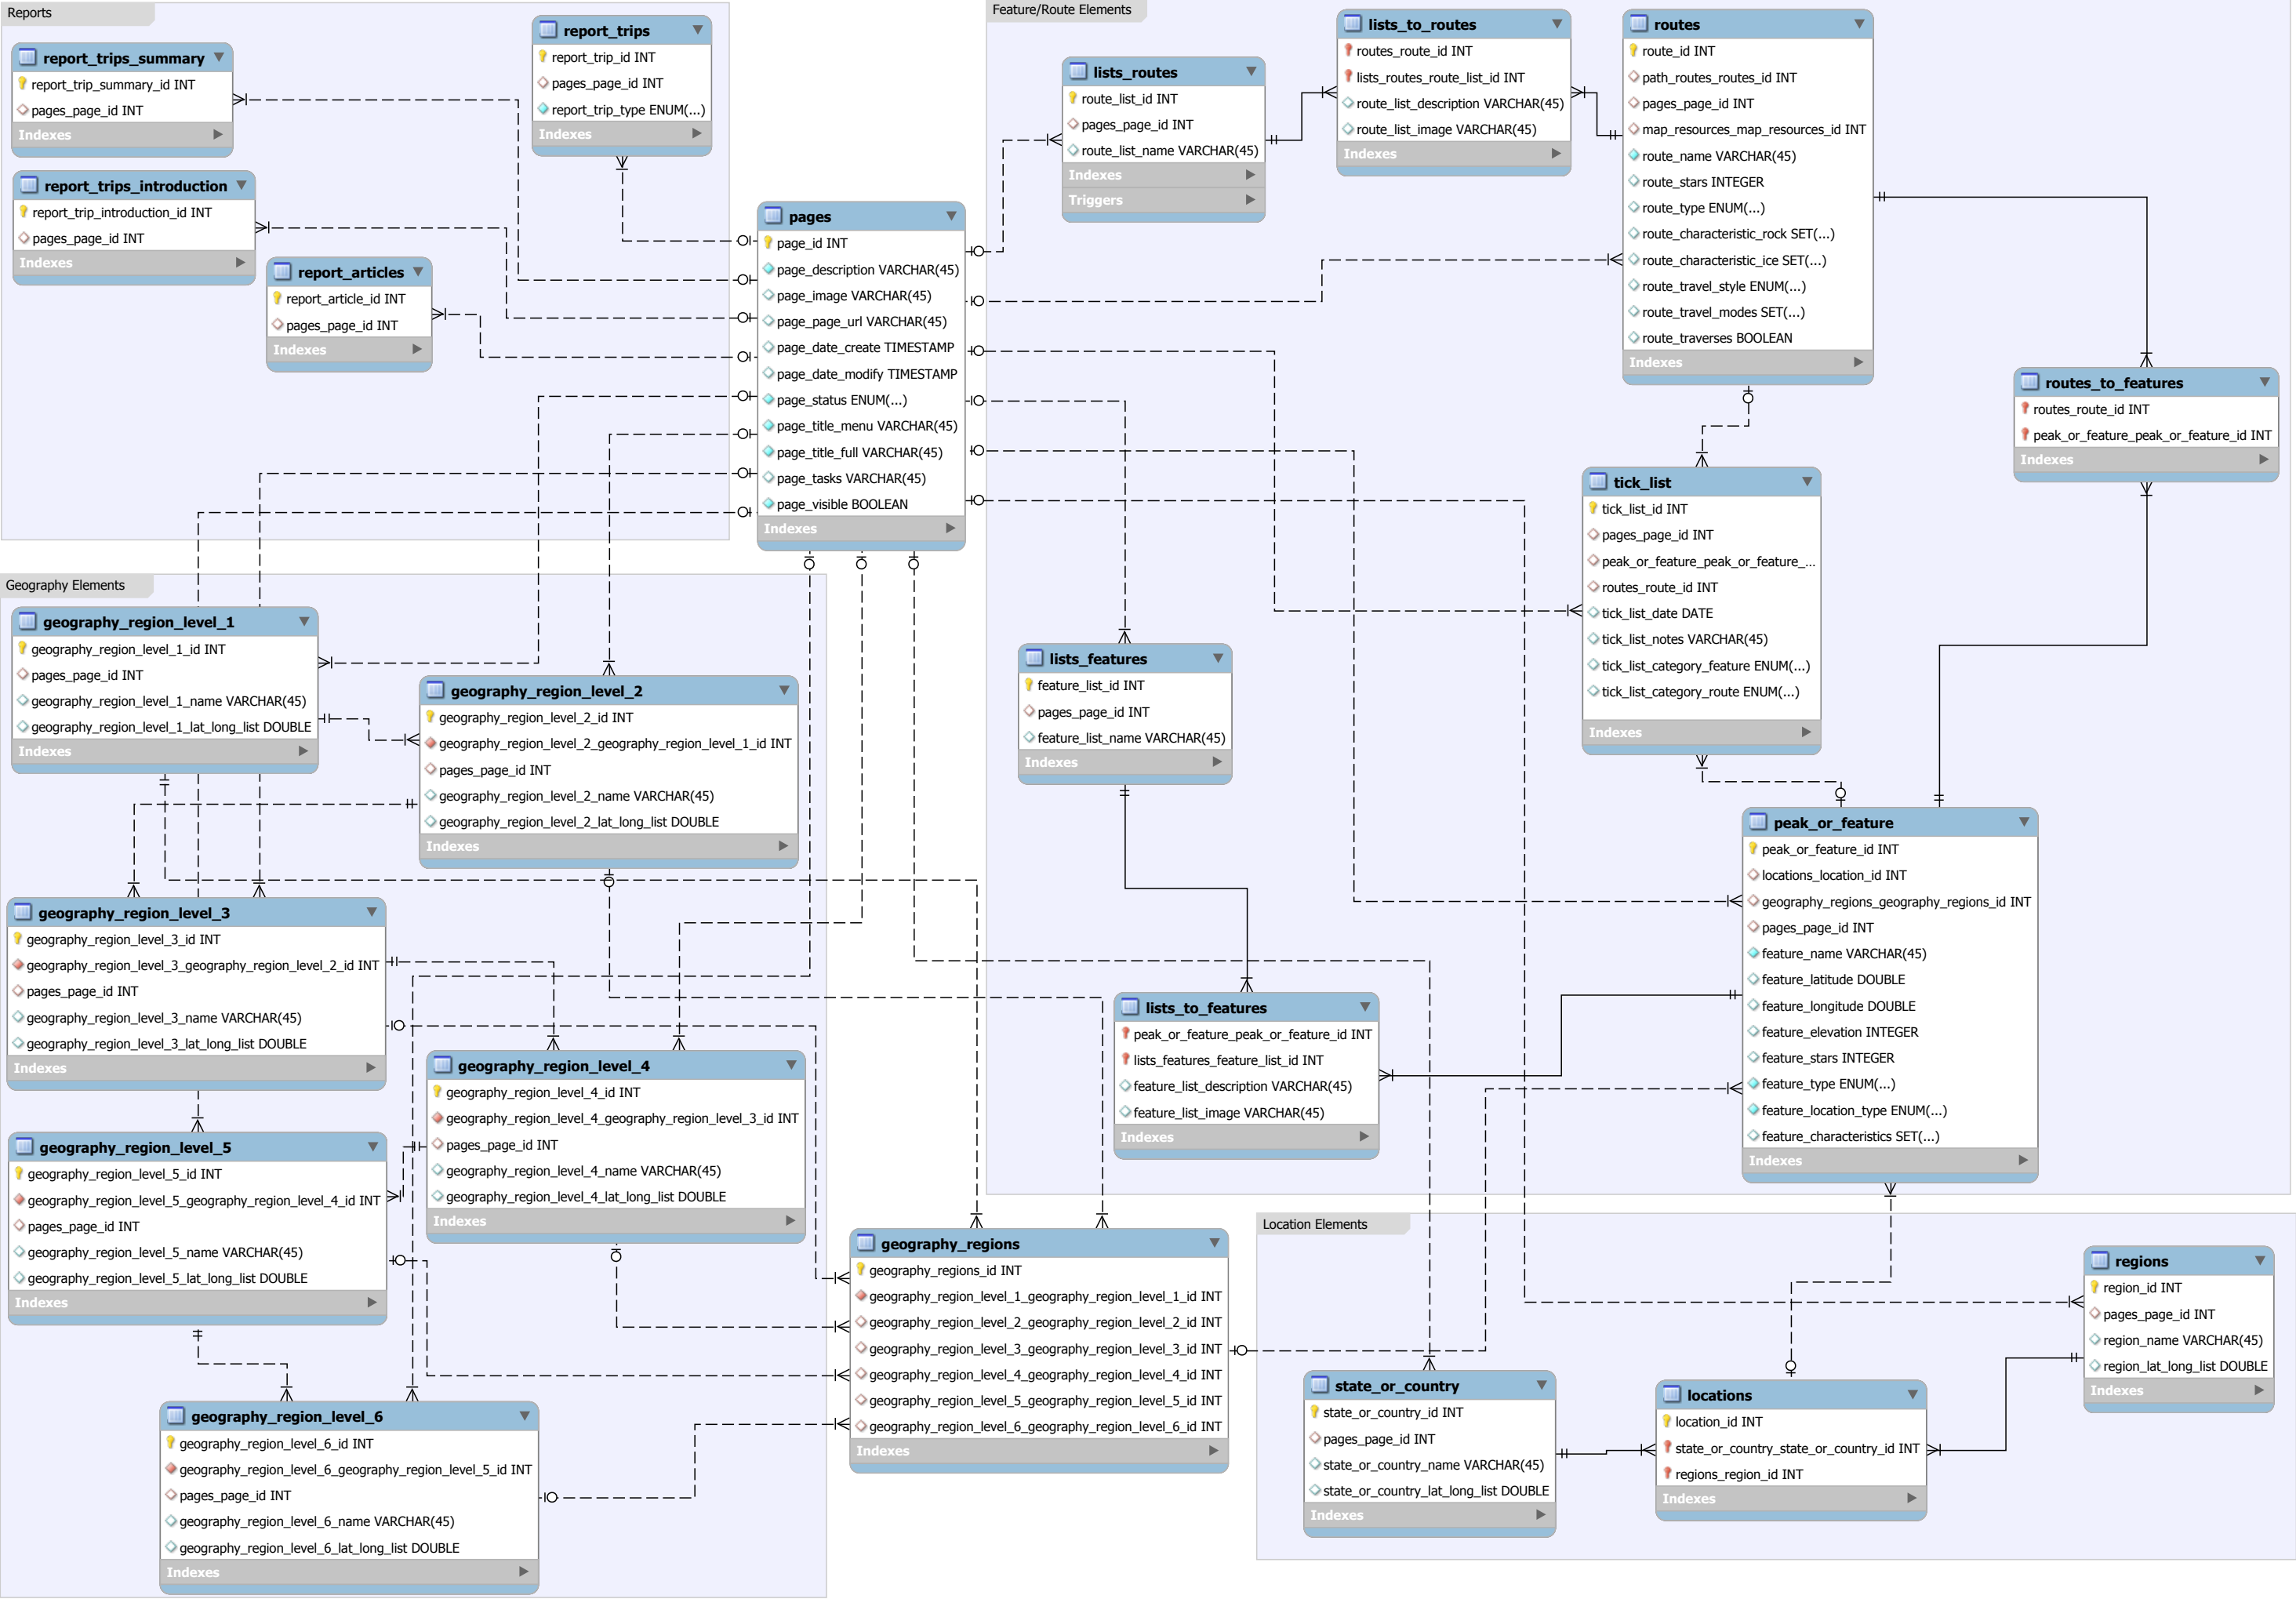 Reports
report_trips_summary
report_trip_summary_id INT
pages_page_id INT
Indexes
report_trips
report_trip_id INT
pages_page_id INT
report_trip_type ENUM(...)
Indexes
report_trips_introduction
report_trip_introduction_id INT
pages_page_id INT
Indexes
report_articles
report_article_id INT
pages_page_id INT
Indexes
pages
page_id INT
page_description VARCHAR(45)
page_image VARCHAR(45)
page_page_url VARCHAR(45)
page_date_create TIMESTAMP
page_date_modify TIMESTAMP
page_status ENUM(...)
page_title_menu VARCHAR(45)
page_title_full VARCHAR(45)
page_tasks VARCHAR(45)
page_visible BOOLEAN
Indexes
Feature/Route Elements
lists_routes
route_list_id INT
pages_page_id INT
route_list_name VARCHAR(45)
Indexes
Triggers
lists_to_routes
routes_route_id INT
lists_routes_route_list_id INT
route_list_description VARCHAR(45)
route_list_image VARCHAR(45)
Indexes
routes
route_id INT
path_routes_routes_id INT
pages_page_id INT
map_resources_map_resources_id INT
route_name VARCHAR(45)
route_stars INTEGER
route_type ENUM(...)
route_characteristic_rock SET(...)
route_characteristic_ice SET(...)
route_travel_style ENUM(...)
route_travel_modes SET(...)
route_traverses BOOLEAN
Indexes
routes_to_features
routes_route_id INT
peak_or_feature_peak_or_feature_id INT
Indexes
tick_list
tick_list_id INT
pages_page_id INT
peak_or_feature_peak_or_feature_...
routes_route_id INT
tick_list_date DATE
tick_list_notes VARCHAR(45)
tick_list_category_feature ENUM(...)
tick_list_category_route ENUM(...)
Indexes
lists_features
feature_list_id INT
pages_page_id INT
feature_list_name VARCHAR(45)
Indexes
peak_or_feature
peak_or_feature_id INT
locations_location_id INT
geography_regions_geography_regions_id INT
pages_page_id INT
feature_name VARCHAR(45)
feature_latitude DOUBLE
feature_longitude DOUBLE
feature_elevation INTEGER
feature_stars INTEGER
feature_type ENUM(...)
feature_location_type ENUM(...)
feature_characteristics SET(...)
Indexes
lists_to_features
peak_or_feature_peak_or_feature_id INT
lists_features_feature_list_id INT
feature_list_description VARCHAR(45)
feature_list_image VARCHAR(45)
Indexes
Geography Elements
geography_region_level_1
geography_region_level_1_id INT
pages_page_id INT
geography_region_level_1_name VARCHAR(45)
geography_region_level_1_lat_long_list DOUBLE
Indexes
geography_region_level_2
geography_region_level_2_id INT
geography_region_level_2_geography_region_level_1_id INT
pages_page_id INT
geography_region_level_2_name VARCHAR(45)
geography_region_level_2_lat_long_list DOUBLE
Indexes
geography_region_level_3
geography_region_level_3_id INT
geography_region_level_3_geography_region_level_2_id INT
pages_page_id INT
geography_region_level_3_name VARCHAR(45)
geography_region_level_3_lat_long_list DOUBLE
Indexes
geography_region_level_4
geography_region_level_4_id INT
geography_region_level_4_geography_region_level_3_id INT
pages_page_id INT
geography_region_level_4_name VARCHAR(45)
geography_region_level_4_lat_long_list DOUBLE
Indexes
geography_region_level_5
geography_region_level_5_id INT
geography_region_level_5_geography_region_level_4_id INT
pages_page_id INT
geography_region_level_5_name VARCHAR(45)
geography_region_level_5_lat_long_list DOUBLE
Indexes
geography_region_level_6
geography_region_level_6_id INT
geography_region_level_6_geography_region_level_5_id INT
pages_page_id INT
geography_region_level_6_name VARCHAR(45)
geography_region_level_6_lat_long_list DOUBLE
Indexes
geography_regions
geography_regions_id INT
geography_region_level_1_geography_region_level_1_id INT
geography_region_level_2_geography_region_level_2_id INT
geography_region_level_3_geography_region_level_3_id INT
geography_region_level_4_geography_region_level_4_id INT
geography_region_level_5_geography_region_level_5_id INT
geography_region_level_6_geography_region_level_6_id INT
Indexes
Location Elements
state_or_country
state_or_country_id INT
pages_page_id INT
state_or_country_name VARCHAR(45)
state_or_country_lat_long_list DOUBLE
Indexes
locations
location_id INT
state_or_country_state_or_country_id INT
regions_region_id INT
Indexes
regions
region_id INT
pages_page_id INT
region_name VARCHAR(45)
region_lat_long_list DOUBLE
Indexes